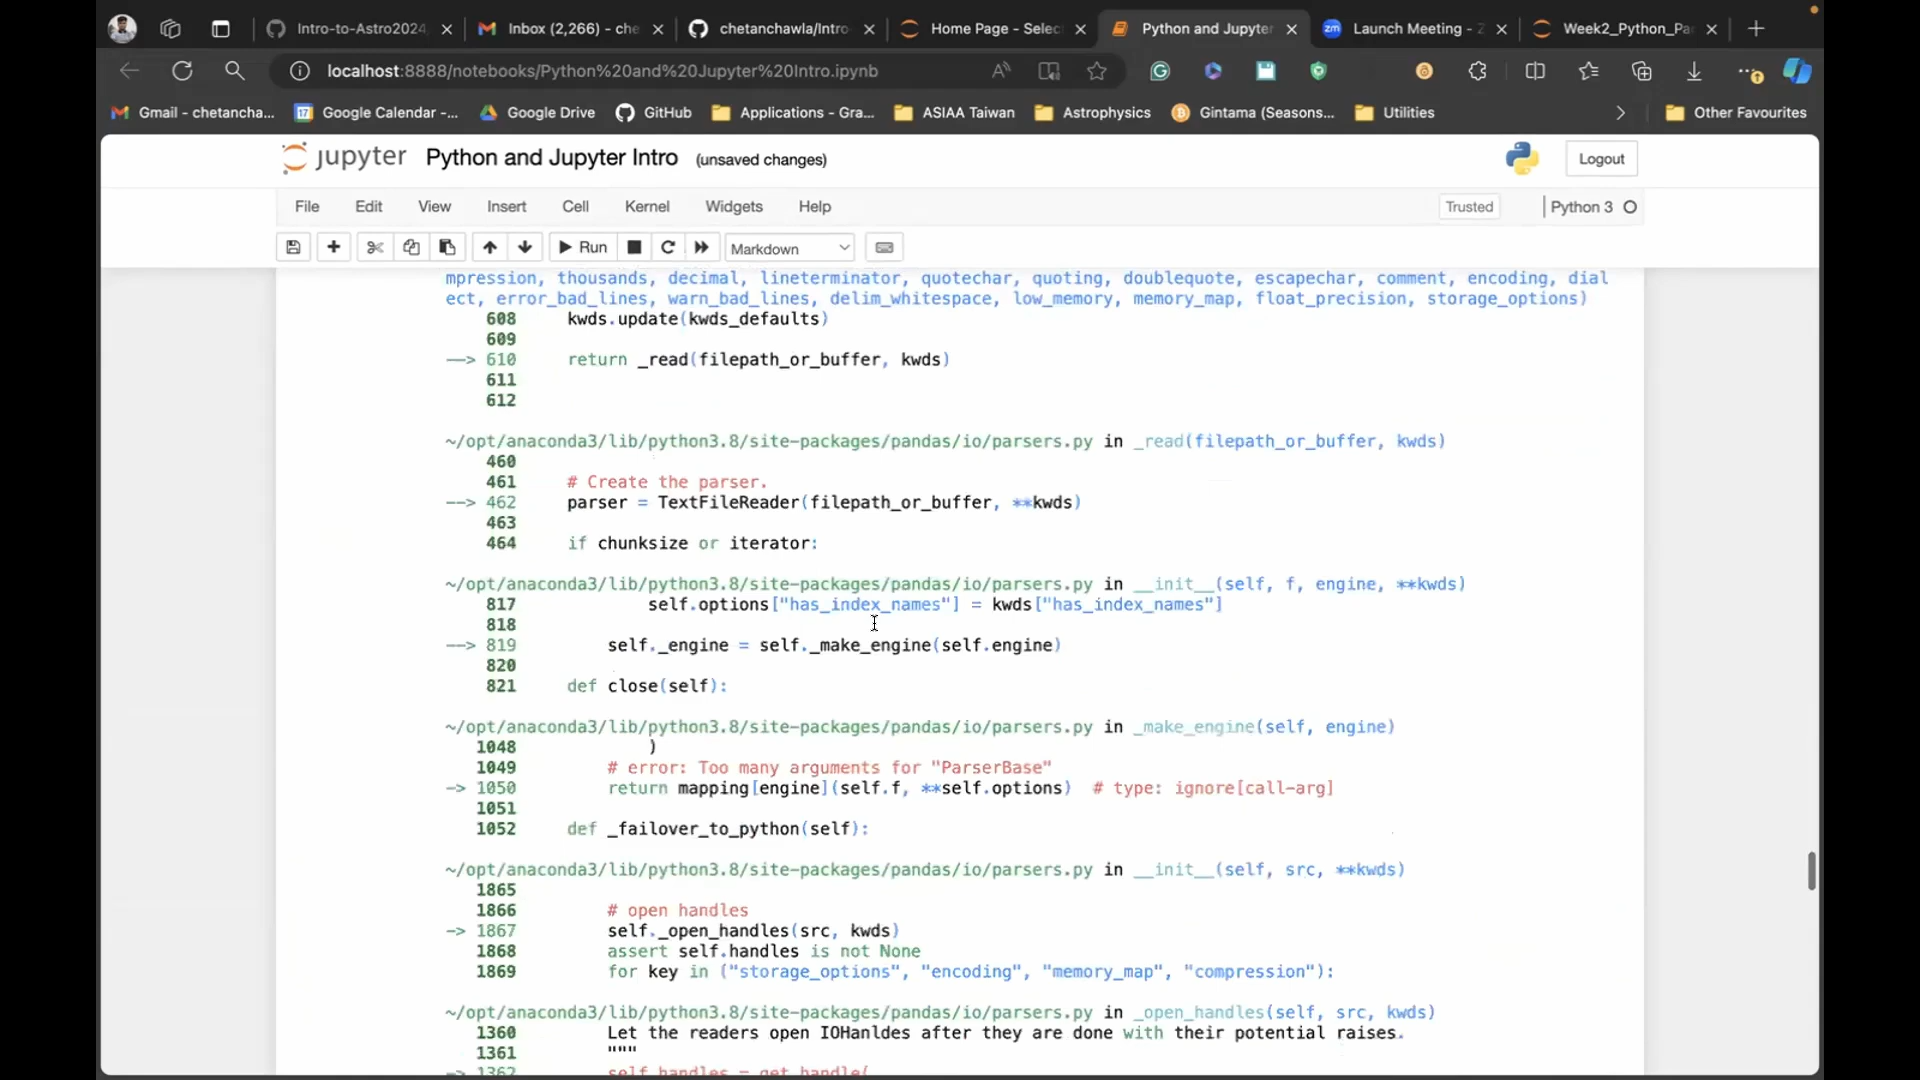 Intro-to-Astro2024
Inbox (2,266) - che
chetanchawla/Intro
Home Page - Selec
Python and Jupyter
zm Launch Meeting - Z
Week2_Python_Pa
localhost:8888/notebooks/Python%20and%20Jupyter%20Intro.ipynb
Gmail - chetancha... Google Calendar -... Google Drive GitHub Applications - Gra... ASIAA Taiwan Astrophysics Gintama (Seasons... Utilities Other Favourites
jupyter Python and Jupyter Intro (unsaved changes) Logout
File Edit View Insert Cell Kernel Widgets Help Trusted Python 3
Run Markdown
mpression, thousands, decimal, lineterminator, quotechar, quoting, doublequote, escapechar, comment, encoding, dial
ect, error_bad_lines, warn_bad_lines, delim_whitespace, low_memory, memory_map, float_precision, storage_options)
608 kwds.update(kwds_defaults)
609
--> 610 return _read(filepath_or_buffer, kwds)
611
612
~/opt/anaconda3/lib/python3.8/site-packages/pandas/io/parsers.py in _read(filepath_or_buffer, kwds)
460
461 # Create the parser.
--> 462 parser = TextFileReader(filepath_or_buffer, **kwds)
463
464 if chunksize or iterator:
~/opt/anaconda3/lib/python3.8/site-packages/pandas/io/parsers.py in __init__(self, f, engine, **kwds)
817 self.options["has_index_names"] = kwds["has_index_names"]
818
--> 819 self._engine = self._make_engine(self.engine)
820
821 def close(self):
~/opt/anaconda3/lib/python3.8/site-packages/pandas/io/parsers.py in _make_engine(self, engine)
1048 )
1049 # error: Too many arguments for "ParserBase"
-> 1050 return mapping[engine](self.f, **self.options) # type: ignore[call-arg]
1051
1052 def _failover_to_python(self):
~/opt/anaconda3/lib/python3.8/site-packages/pandas/io/parsers.py in __init__(self, src, **kwds)
1865
1866 # open handles
-> 1867 self._open_handles(src, kwds)
1868 assert self.handles is not None
1869 for key in ("storage_options", "encoding", "memory_map", "compression"):
~/opt/anaconda3/lib/python3.8/site-packages/pandas/io/parsers.py in _open_handles(self, src, kwds)
1360 Let the readers open IOHanldes after they are done with their potential raises.
1361 """
-> 1362 self.handles = get_handle(